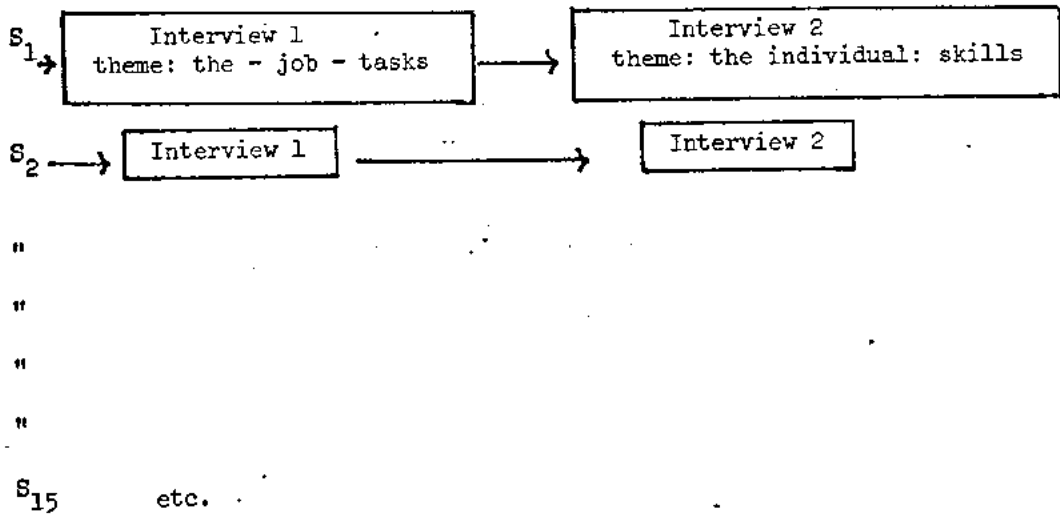 S1 → Interview 1 → Interview 2
theme: the - job - tasks theme: the individual: skills
S2 → Interview 1 → Interview 2
"
"
"
"
S15 etc.